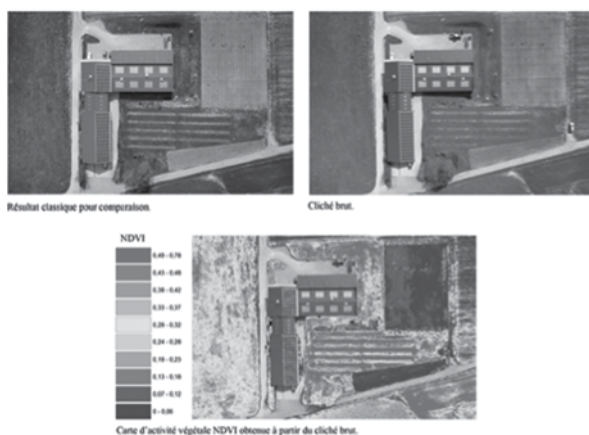 Résultat classique pour comparaison.
Cliché brut.
NDVI
0,49 - 0,76
0,43 - 0,48
0,38 - 0,42
0,33 - 0,37
0,29 - 0,32
0,24 - 0,28
0,19 - 0,23
0,13 - 0,18
0,07 - 0,12
0 - 0,06
Carte d'activité végétale NDVI obtenue à partir du cliché brut.